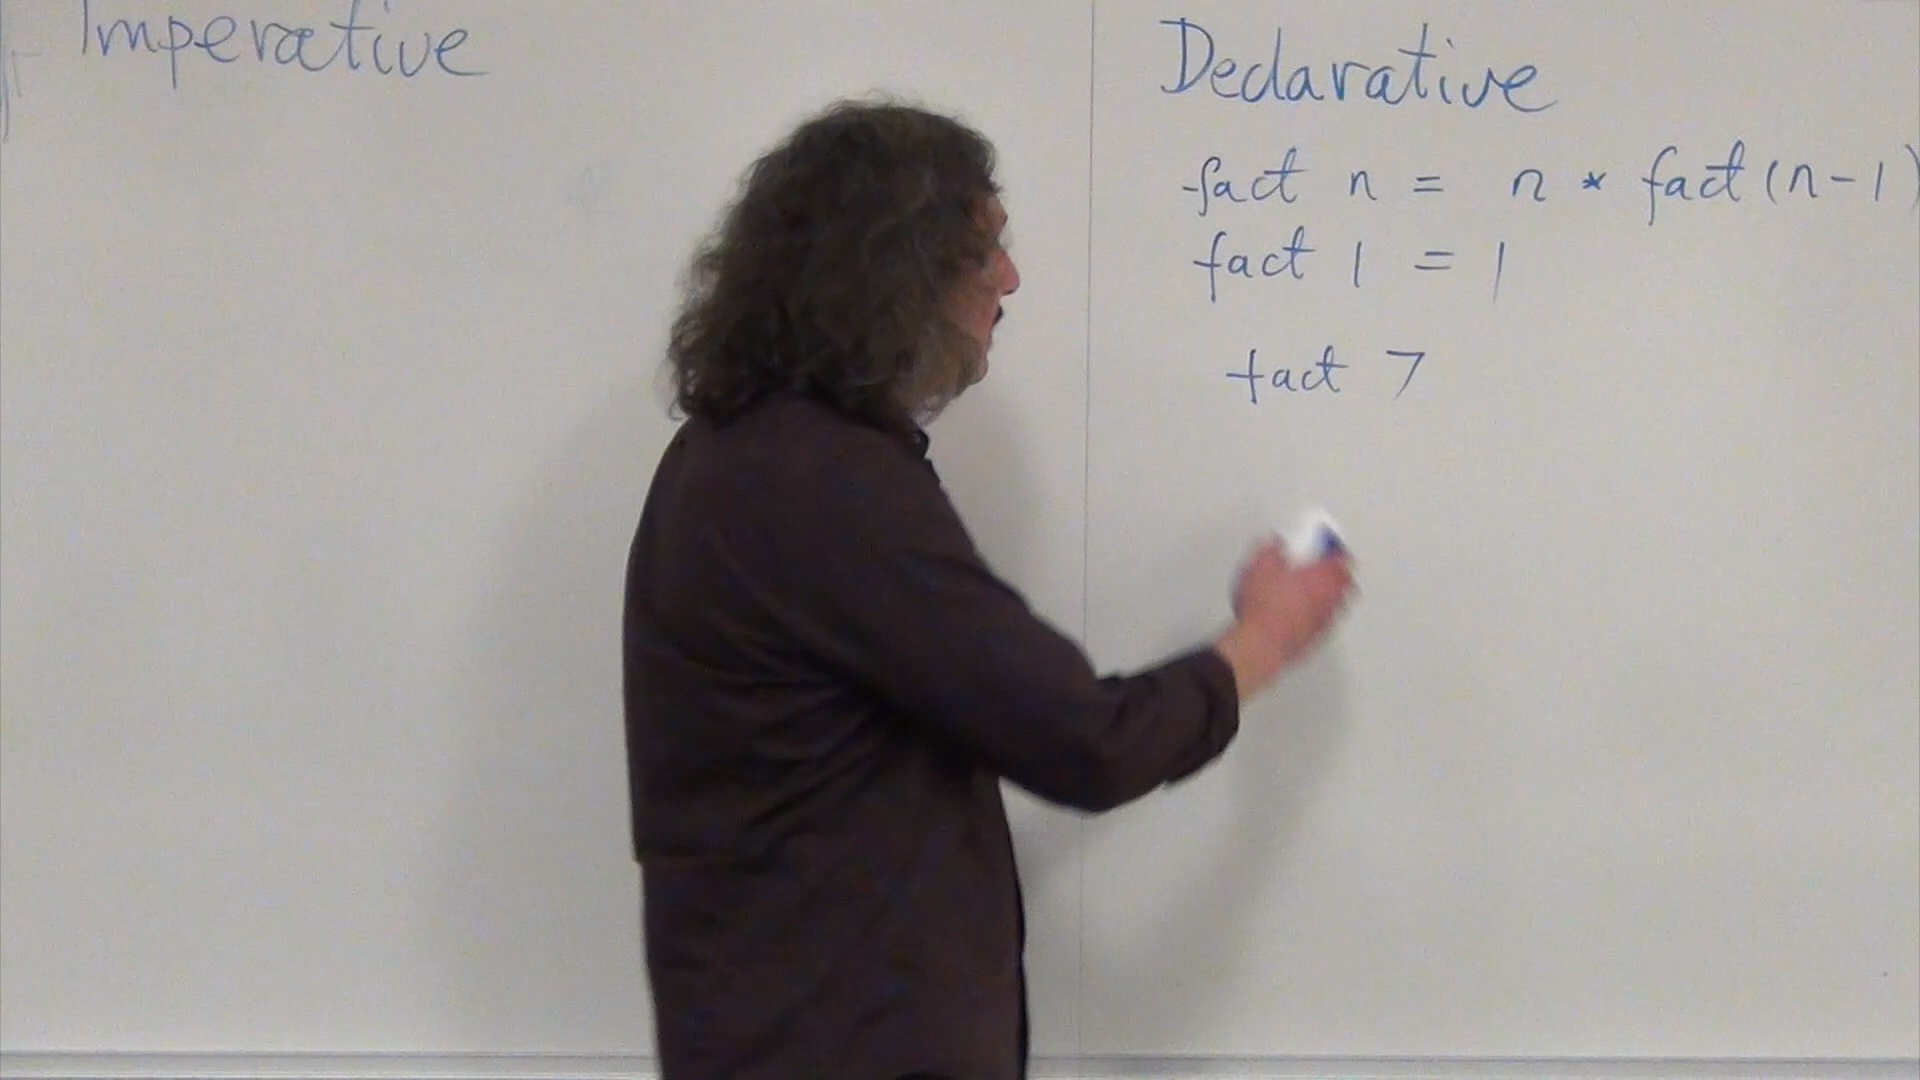 Imperative
Declarative
fact n = n * fact (n-1)
fact 1 = 1
fact 7